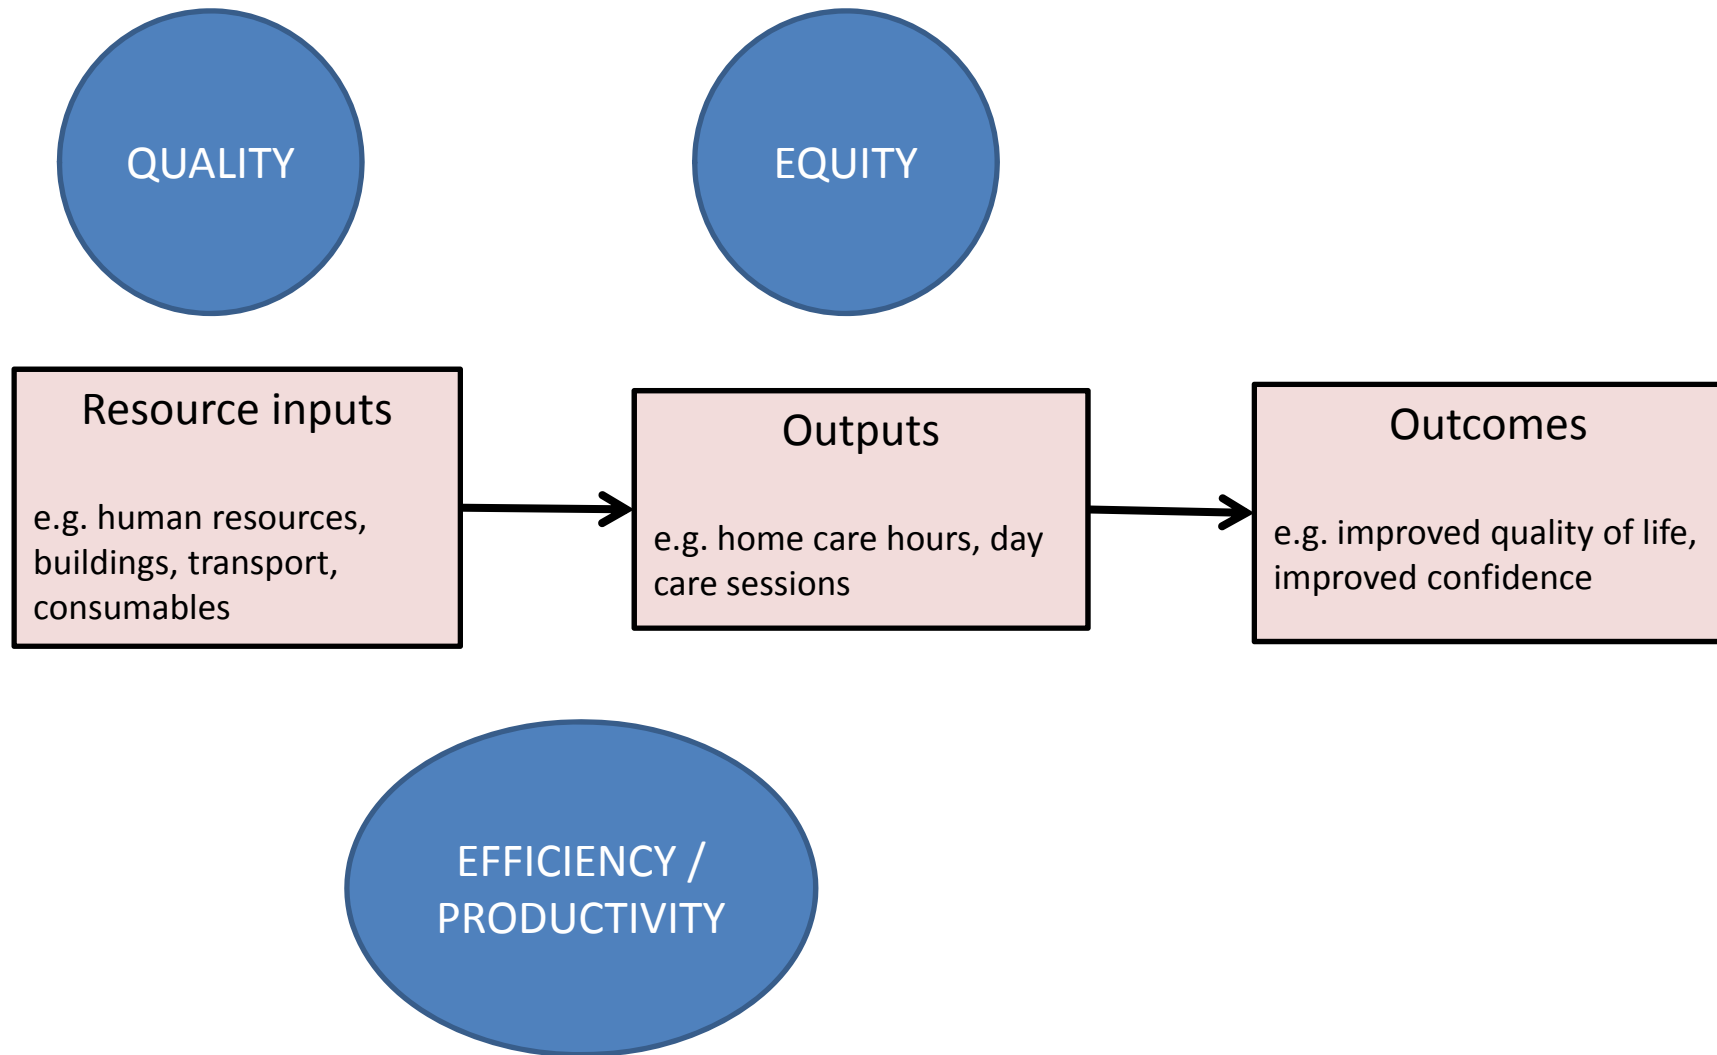 QUALITY
EQUITY
Resource inputs
e.g. human resources,
buildings, transport,
consumables
Outputs
e.g. home care hours, day
care sessions
Outcomes
e.g. improved quality of life,
improved confidence
EFFICIENCY /
PRODUCTIVITY